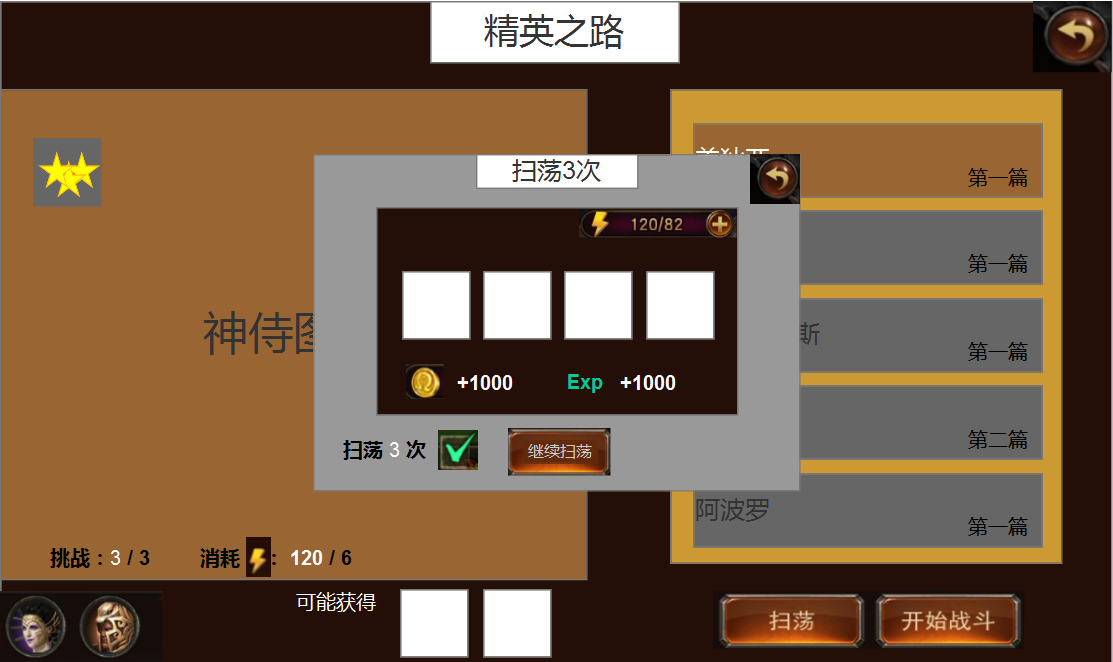 精英之路
扫荡3次
120/82
+1000 Exp +1000
扫荡 3 次
继续扫荡
神侍图
第一篇
第一篇
斯
第一篇
第二篇
阿波罗
第一篇
挑战：3 / 3 消耗 : 120 / 6
可能获得
扫荡
开始战斗